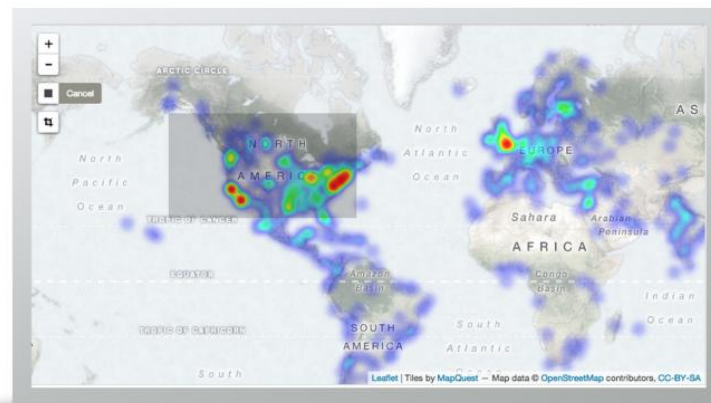 +
−
Cancel
ARCTIC CIRCLE
AS
NORTH
AMERIC
North
Pacific
Ocean
North
Atlantic
Ocean
EUROPE
TROPIC OF CANCER
Sahara
Arabian
Peninsula
AFRICA
EQUATOR
Amazon
Basin
Congo
Basin
Indian
Ocean
TROPIC OF CAPRICORN
SOUTH
AMERICA
South
Atlantic
South
Leaflet | Tiles by MapQuest — Map data © OpenStreetMap contributors, CC-BY-SA